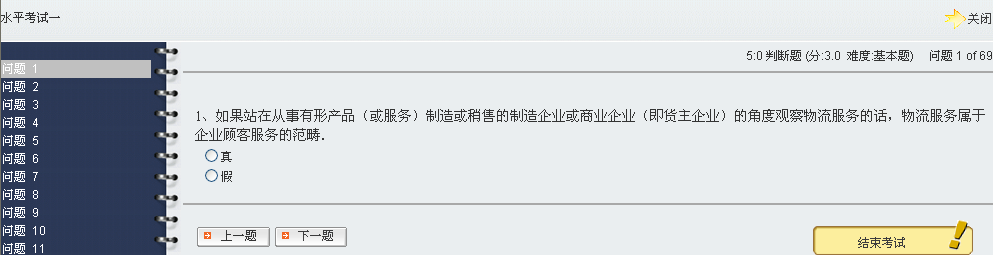 水平考试一
关闭
5:0 判断题 (分:3.0 难度:基本题) 问题 1 of 69
问题 1
问题 2
问题 3
问题 4
问题 5
问题 6
问题 7
问题 8
问题 9
问题 10
问题 11
1、如果站在从事有形产品（或服务）制造或稍售的制造企业或商业企业（即货主企业）的角度观察物流服务的话，物流服务属于
企业顾客服务的范畴．
真
假
上一题
下一题
结束考试